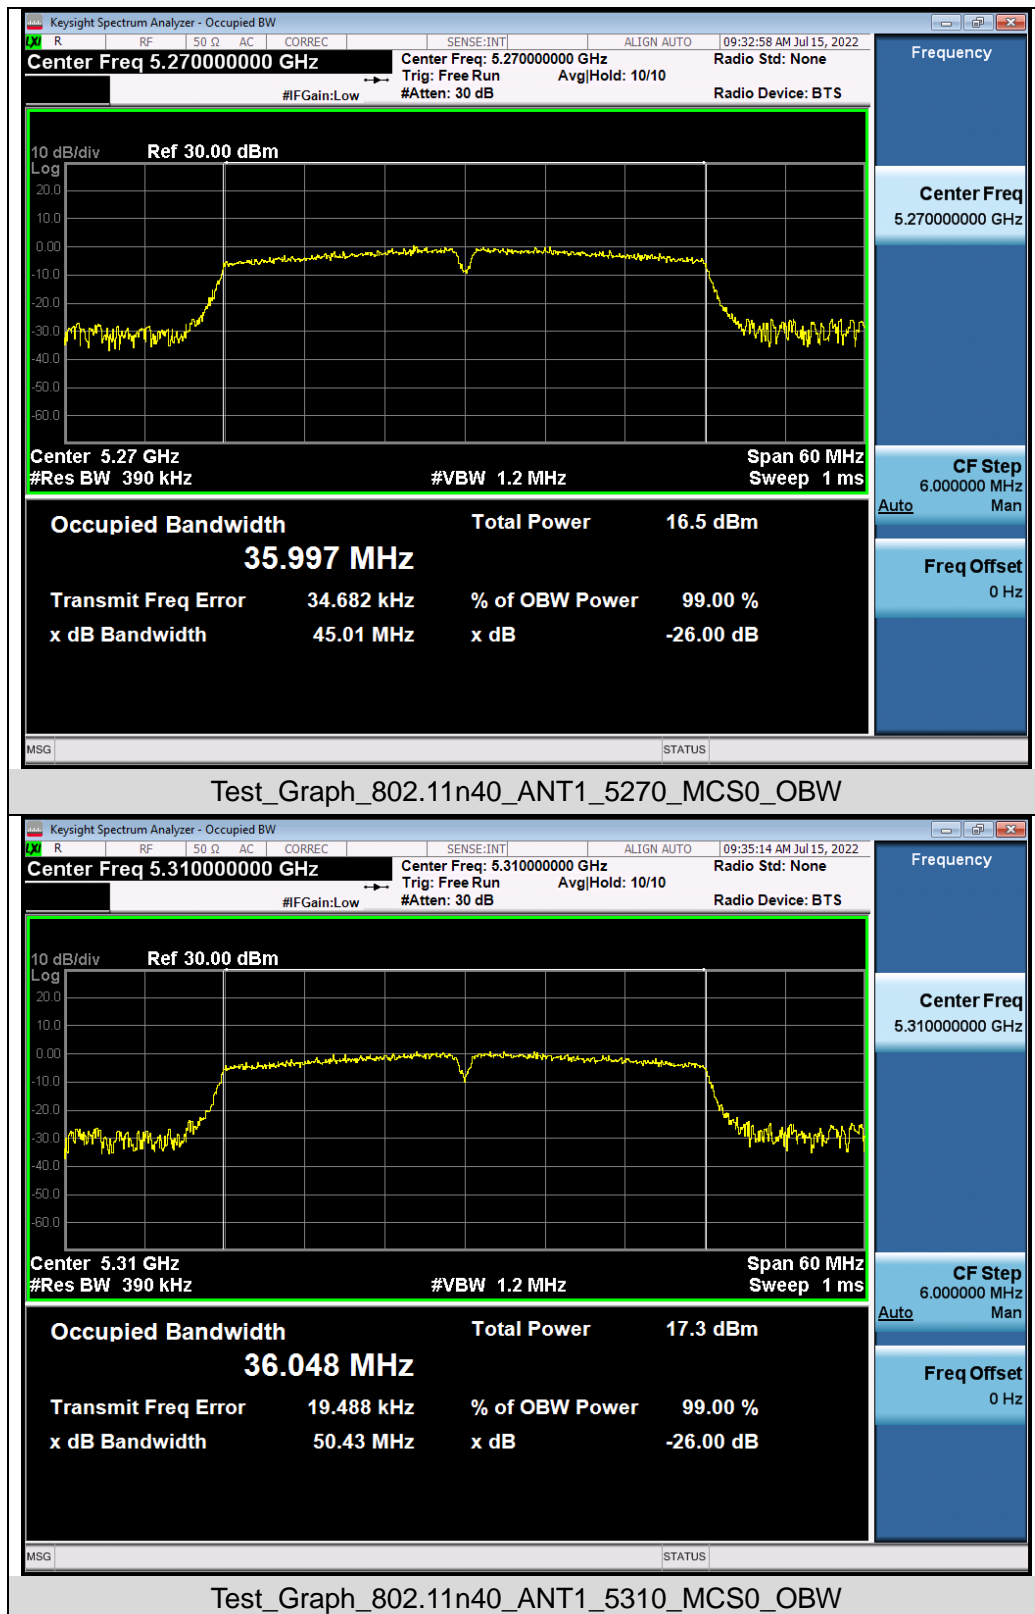 Keysight Spectrum Analyzer - Occupied BW
LXI R RF 50 Ω AC CORREC SENSE:INT ALIGN AUTO 09:32:58 AM Jul 15, 2022
Center Freq 5.270000000 GHz
Center Freq: 5.270000000 GHz
Radio Std: None
Trig: Free Run Avg|Hold: 10/10
#IFGain:Low
#Atten: 30 dB
Radio Device: BTS
Frequency
10 dB/div Ref 30.00 dBm
Log
20.0
10.0
0.00
-10.0
-20.0
-30.0
-40.0
-50.0
-60.0
Center 5.27 GHz Span 60 MHz
#Res BW 390 kHz #VBW 1.2 MHz Sweep 1 ms
Center Freq
5.270000000 GHz
CF Step
6.000000 MHz
Auto Man
Freq Offset
0 Hz
Occupied Bandwidth Total Power 16.5 dBm
35.997 MHz
Transmit Freq Error 34.682 kHz % of OBW Power 99.00 %
x dB Bandwidth 45.01 MHz x dB -26.00 dB
MSG STATUS
Test_Graph_802.11n40_ANT1_5270_MCS0_OBW
Keysight Spectrum Analyzer - Occupied BW
LXI R RF 50 Ω AC CORREC SENSE:INT ALIGN AUTO 09:35:14 AM Jul 15, 2022
Center Freq 5.310000000 GHz
Center Freq: 5.310000000 GHz
Radio Std: None
Trig: Free Run Avg|Hold: 10/10
#IFGain:Low
#Atten: 30 dB
Radio Device: BTS
Frequency
10 dB/div Ref 30.00 dBm
Log
20.0
10.0
0.00
-10.0
-20.0
-30.0
-40.0
-50.0
-60.0
Center 5.31 GHz Span 60 MHz
#Res BW 390 kHz #VBW 1.2 MHz Sweep 1 ms
Center Freq
5.310000000 GHz
CF Step
6.000000 MHz
Auto Man
Freq Offset
0 Hz
Occupied Bandwidth Total Power 17.3 dBm
36.048 MHz
Transmit Freq Error 19.488 kHz % of OBW Power 99.00 %
x dB Bandwidth 50.43 MHz x dB -26.00 dB
MSG STATUS
Test_Graph_802.11n40_ANT1_5310_MCS0_OBW